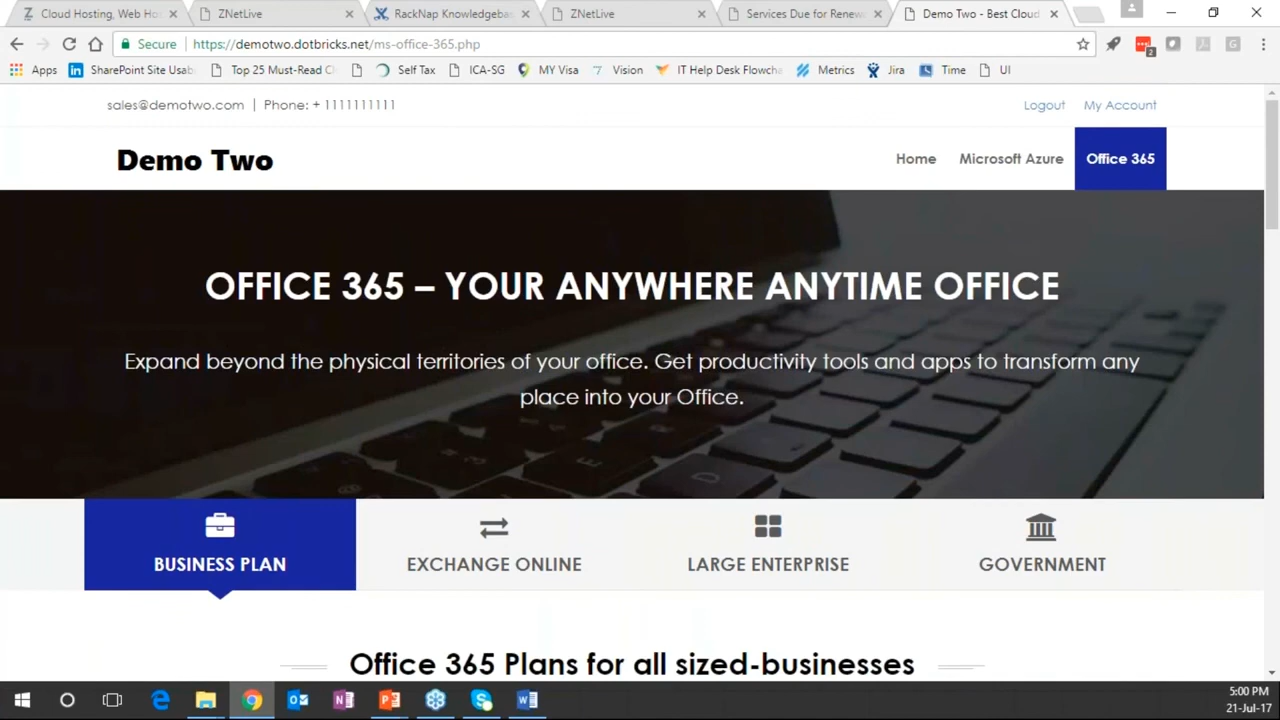 Cloud Hosting, Web Hos
ZNetLive
RackNap Knowledgebas
ZNetLive
Services Due for Renew
Demo Two - Best Cloud
Secure
https://demotwo.dotbricks.net/ms-office-365.php
2
Apps
SharePoint Site Usab
Top 25 Must-Read C
Self Tax
ICA-SG
MY Visa
Vision
IT Help Desk Flowcha
Metrics
Jira
Time
UI
sales@demotwo.com | Phone: + 1111111111
Logout
My Account
Demo Two
Home
Microsoft Azure
Office 365
OFFICE 365 – YOUR ANYWHERE ANYTIME OFFICE
Expand beyond the physical territories of your office. Get productivity tools and apps to transform any
place into your Office.
BUSINESS PLAN
EXCHANGE ONLINE
LARGE ENTERPRISE
GOVERNMENT
Office 365 Plans for all sized-businesses
5:00 PM
21-Jul-17